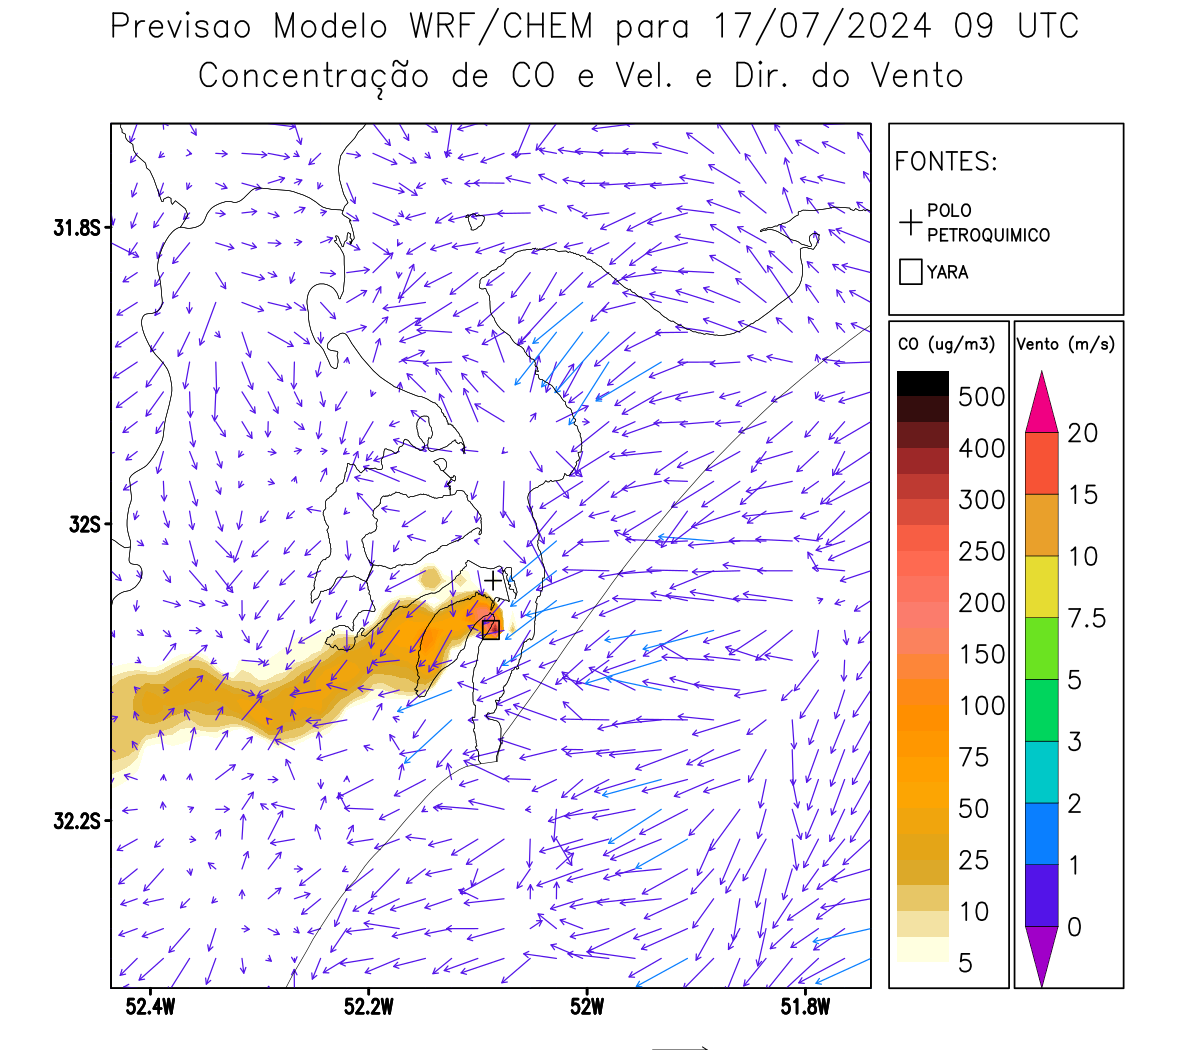 Previsao Modelo WRF/CHEM para 17/07/2024 09 UTC
Concentração de CO e Vel. e Dir. do Vento
FONTES:
POLO
PETROQUIMICO
YARA
CO (ug/m3)
500
400
300
250
200
150
100
75
50
25
10
5
Vento (m/s)
20
15
10
7.5
5
3
2
1
0
31.8S
32S
32.2S
52.4W
52.2W
52W
51.8W